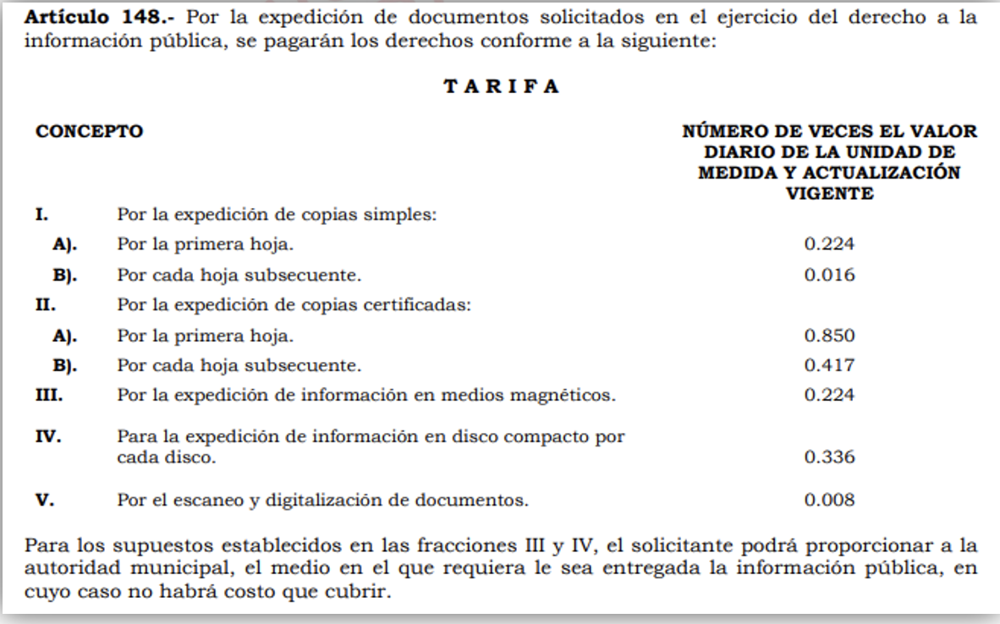 Artículo 148.- Por la expedición de documentos solicitados en el ejercicio del derecho a la
información pública, se pagarán los derechos conforme a la siguiente:
T A R I F A
CONCEPTO
NÚMERO DE VECES EL VALOR
DIARIO DE LA UNIDAD DE
MEDIDA Y ACTUALIZACIÓN
VIGENTE
I. Por la expedición de copias simples:
A). Por la primera hoja. 0.224
B). Por cada hoja subsecuente. 0.016
II. Por la expedición de copias certificadas:
A). Por la primera hoja. 0.850
B). Por cada hoja subsecuente. 0.417
III. Por la expedición de información en medios magnéticos. 0.224
IV. Para la expedición de información en disco compacto por
cada disco. 0.336
V. Por el escaneo y digitalización de documentos. 0.008
Para los supuestos establecidos en las fracciones III y IV, el solicitante podrá proporcionar a la
autoridad municipal, el medio en el que requiera le sea entregada la información pública, en
cuyo caso no habrá costo que cubrir.